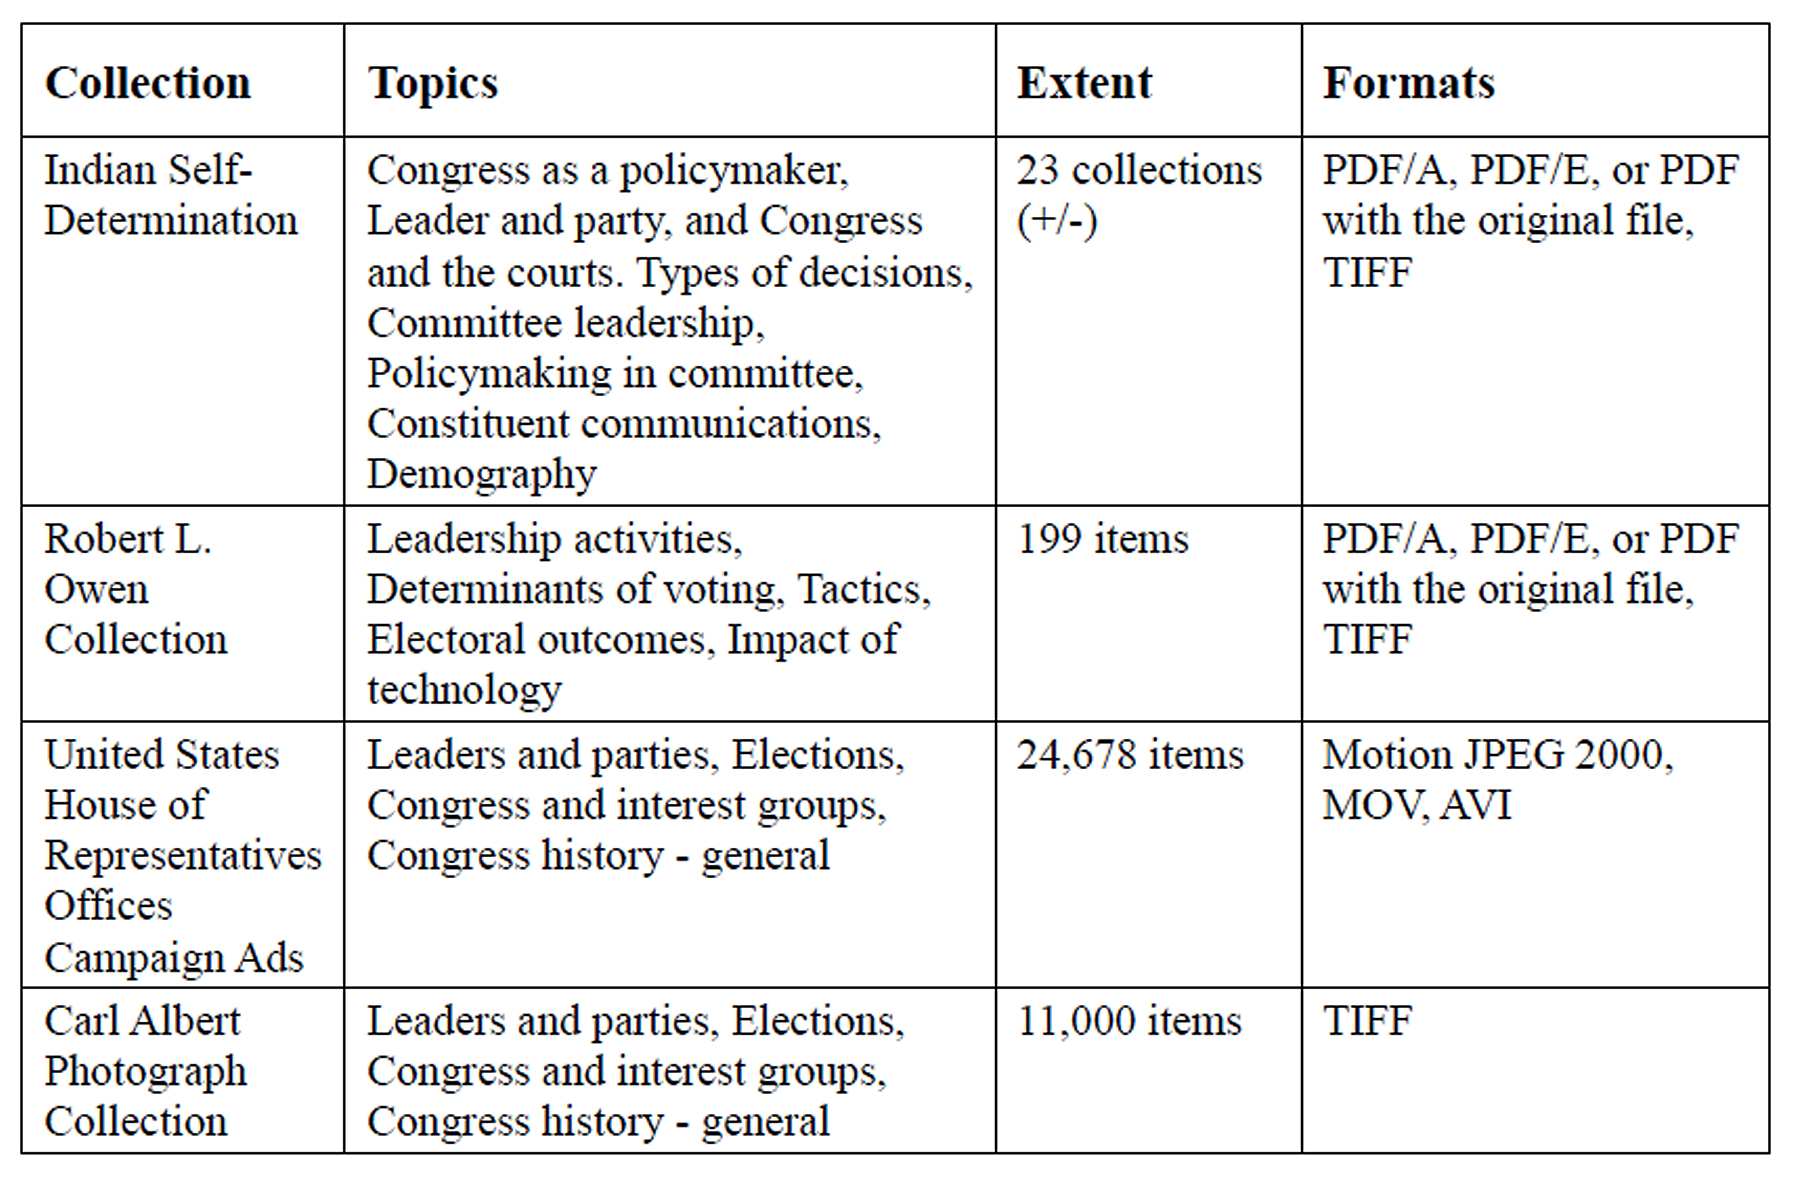 Collection Topics Extent Formats
Indian Self- Congress as a policymaker, 23 collections PDF/A, PDF/E, or PDF
Determination Leader and party, and Congress (+/-) with the original file,
and the courts. Types of decisions, TIFF
Committee leadership,
Policymaking in committee,
Constituent communications,
Demography
Robert L. Leadership activities, 199 items PDF/A, PDF/E, or PDF
Owen Determinants of voting, Tactics, with the original file,
Collection Electoral outcomes, Impact of TIFF
technology
United States Leaders and parties, Elections, 24,678 items Motion JPEG 2000,
House of Congress and interest groups, MOV, AVI
Representatives Congress history - general
Offices
Campaign Ads
Carl Albert Leaders and parties, Elections, 11,000 items TIFF
Photograph Congress and interest groups,
Collection Congress history - general